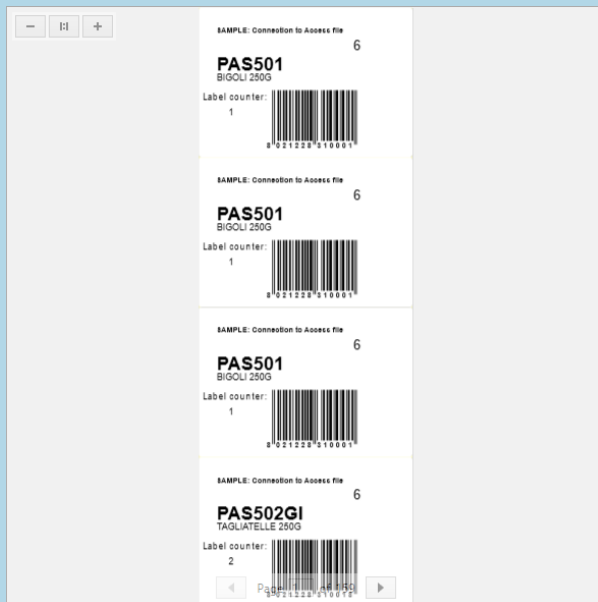 SAMPLE: Connection to Access file
6
PAS501
BIGOLI 250G
Label counter:
1
8 021228 310001
SAMPLE: Connection to Access file
6
PAS501
BIGOLI 250G
Label counter:
1
8 021228 310001
SAMPLE: Connection to Access file
6
PAS501
BIGOLI 250G
Label counter:
1
8 021228 310001
SAMPLE: Connection to Access file
6
PAS502GI
TAGLIATELLE 250G
Label counter:
2
Page 1 of 159